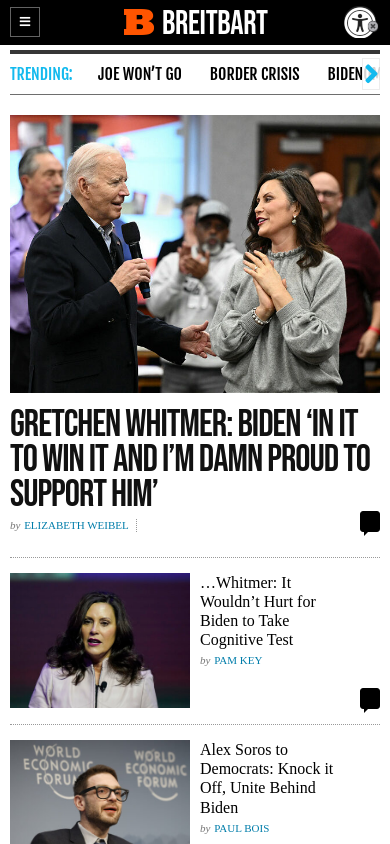 BREITBART
TRENDING:
JOE WON’T GO
BORDER CRISIS
BIDEN
GRETCHEN WHITMER: BIDEN ‘IN IT
TO WIN IT AND I’M DAMN PROUD TO
SUPPORT HIM’
by ELIZABETH WEIBEL
…Whitmer: It
Wouldn’t Hurt for
Biden to Take
Cognitive Test
by PAM KEY
WORLD
ECONOMIC
FORUM
WORLD
ECONOMIC
FORUM
Alex Soros to
Democrats: Knock it
Off, Unite Behind
Biden
by PAUL BOIS